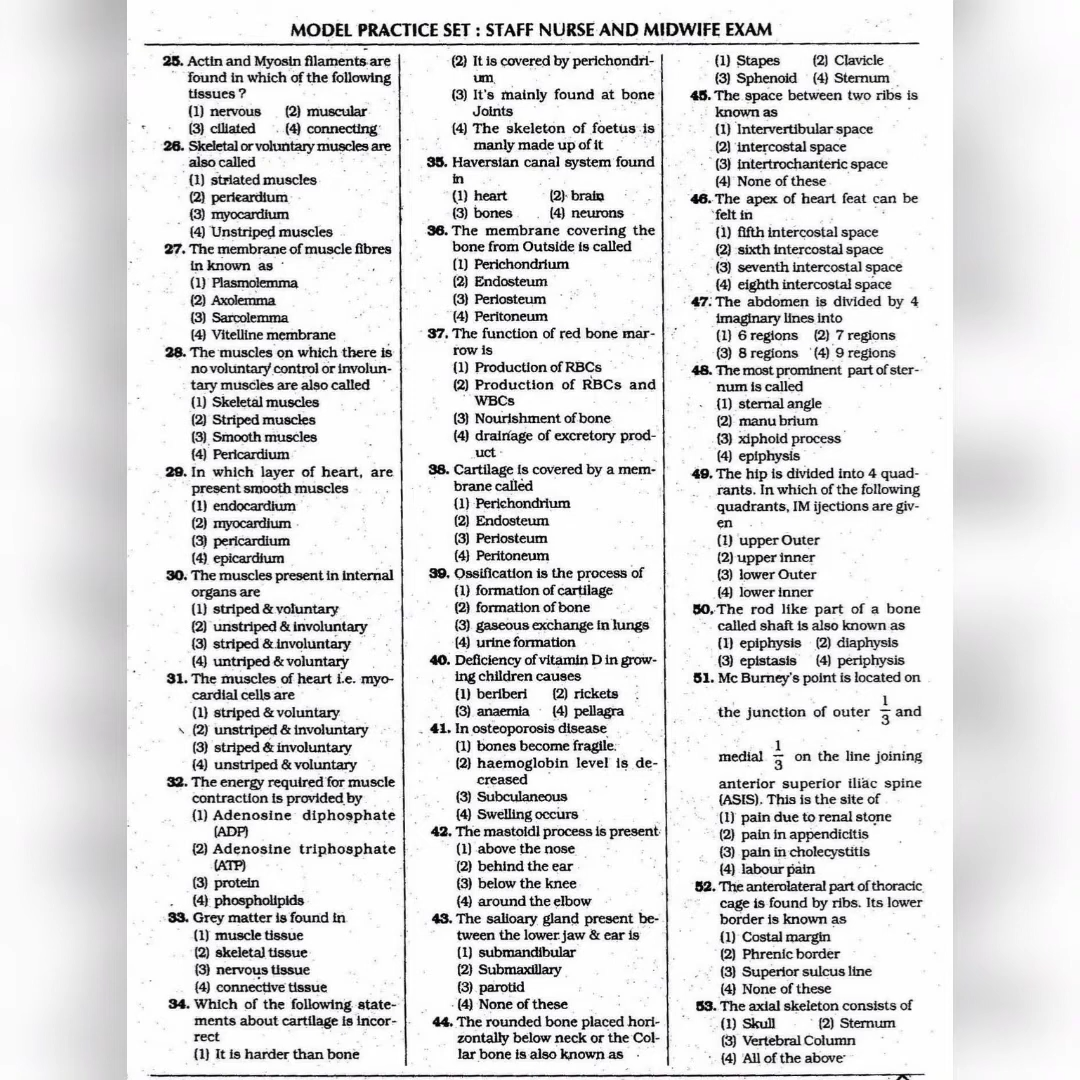 MODEL PRACTICE SET : STAFF NURSE AND MIDWIFE EXAM
25. Actin and Myosin filaments are
found in which of the following
tissues ?
(1) nervous (2) muscular
(3) ciliated (4) connecting
26. Skeletal or voluntary muscles are
also called
(1) striated muscles
(2) pericardium
(3) myocardium
(4) Unstriped muscles
27. The membrane of muscle fibres
in known as
(1) Plasmolemma
(2) Axolemma
(3) Sarcolemma
(4) Vitelline membrane
28. The muscles on which there is
no voluntary control or involun-
tary muscles are also called
(1) Skeletal muscles
(2) Striped muscles
(3) Smooth muscles
(4) Pericardium
29. In which layer of heart, are
present smooth muscles
(1) endocardium
(2) myocardium
(3) pericardium
(4) epicardium
30. The muscles present in internal
organs are
(1) striped & voluntary
(2) unstriped & involuntary
(3) striped & involuntary
(4) untriped & voluntary
31. The muscles of heart i.e. myo-
cardial cells are
(1) striped & voluntary
(2) unstriped & involuntary
(3) striped & involuntary
(4) unstriped & voluntary
32. The energy required for muscle
contraction is provided by
(1) Adenosine diphosphate
(ADP)
(2) Adenosine triphosphate
(ATP)
(3) protein
(4) phospholipids
33. Grey matter is found in
(1) muscle tissue
(2) skeletal tissue
(3) nervous tissue
(4) connective tissue
34. Which of the following state-
ments about cartilage is incor-
rect
(1) It is harder than bone
(2) It is covered by perichondri-
um
(3) It's mainly found at bone
Joints
(4) The skeleton of foetus is
manly made up of it
35. Haversian canal system found
in
(1) heart (2) brain
(3) bones (4) neurons
36. The membrane covering the
bone from Outside is called
(1) Perichondrium
(2) Endosteum
(3) Periosteum
(4) Peritoneum
37. The function of red bone mar-
row is
(1) Production of RBCs
(2) Production of RBCs and
WBCs
(3) Nourishment of bone
(4) drainage of excretory prod-
uct
38. Cartilage is covered by a mem-
brane called
(1) Perichondrium
(2) Endosteum
(3) Periosteum
(4) Peritoneum
39. Ossification is the process of
(1) formation of cartilage
(2) formation of bone
(3) gaseous exchange in lungs
(4) urine formation
40. Deficiency of vitamin D in grow-
ing children causes
(1) beriberi (2) rickets
(3) anaemia (4) pellagra
41. In osteoporosis disease
(1) bones become fragile.
(2) haemoglobin level is de-
creased
(3) Subculaneous
(4) Swelling occurs
42. The mastoidl process is present
(1) above the nose
(2) behind the ear
(3) below the knee
(4) around the elbow
43. The salioary gland present be-
tween the lower jaw & ear is
(1) submandibular
(2) Submaxillary
(3) parotid
(4) None of these
44. The rounded bone placed hori-
zontally below neck or the Col-
lar bone is also known as
(1) Stapes (2) Clavicle
(3) Sphenoid (4) Sternum
45. The space between two ribs is
known as
(1) Intervertibular space
(2) intercostal space
(3) intertrochanteric space
(4) None of these
46. The apex of heart feat can be
felt in
(1) fifth intercostal space
(2) sixth intercostal space
(3) seventh intercostal space
(4) eighth intercostal space
47. The abdomen is divided by 4
imaginary lines into
(1) 6 regions (2) 7 regions
(3) 8 regions (4) 9 regions
48. The most prominent part of ster-
num is called
(1) sternal angle
(2) manu brium
(3) xiphoid process
(4) epiphysis
49. The hip is divided into 4 quad-
rants. In which of the following
quadrants, IM ijections are giv-
en
(1) upper Outer
(2) upper inner
(3) lower Outer
(4) lower inner
50. The rod like part of a bone
called shaft is also known as
(1) epiphysis (2) diaphysis
(3) epistasis (4) periphysis
51. Mc Burney's point is located on
the junction of outer 1/3 and
medial 1/3 on the line joining
anterior superior iliac spine
(ASIS). This is the site of
(1) pain due to renal stone
(2) pain in appendicitis
(3) pain in cholecystitis
(4) labour pain
52. The anterolateral part of thoracic
cage is found by ribs. Its lower
border is known as
(1) Costal margin
(2) Phrenic border
(3) Superior sulcus line
(4) None of these
53. The axial skeleton consists of
(1) Skull (2) Sternum
(3) Vertebral Column
(4) All of the above